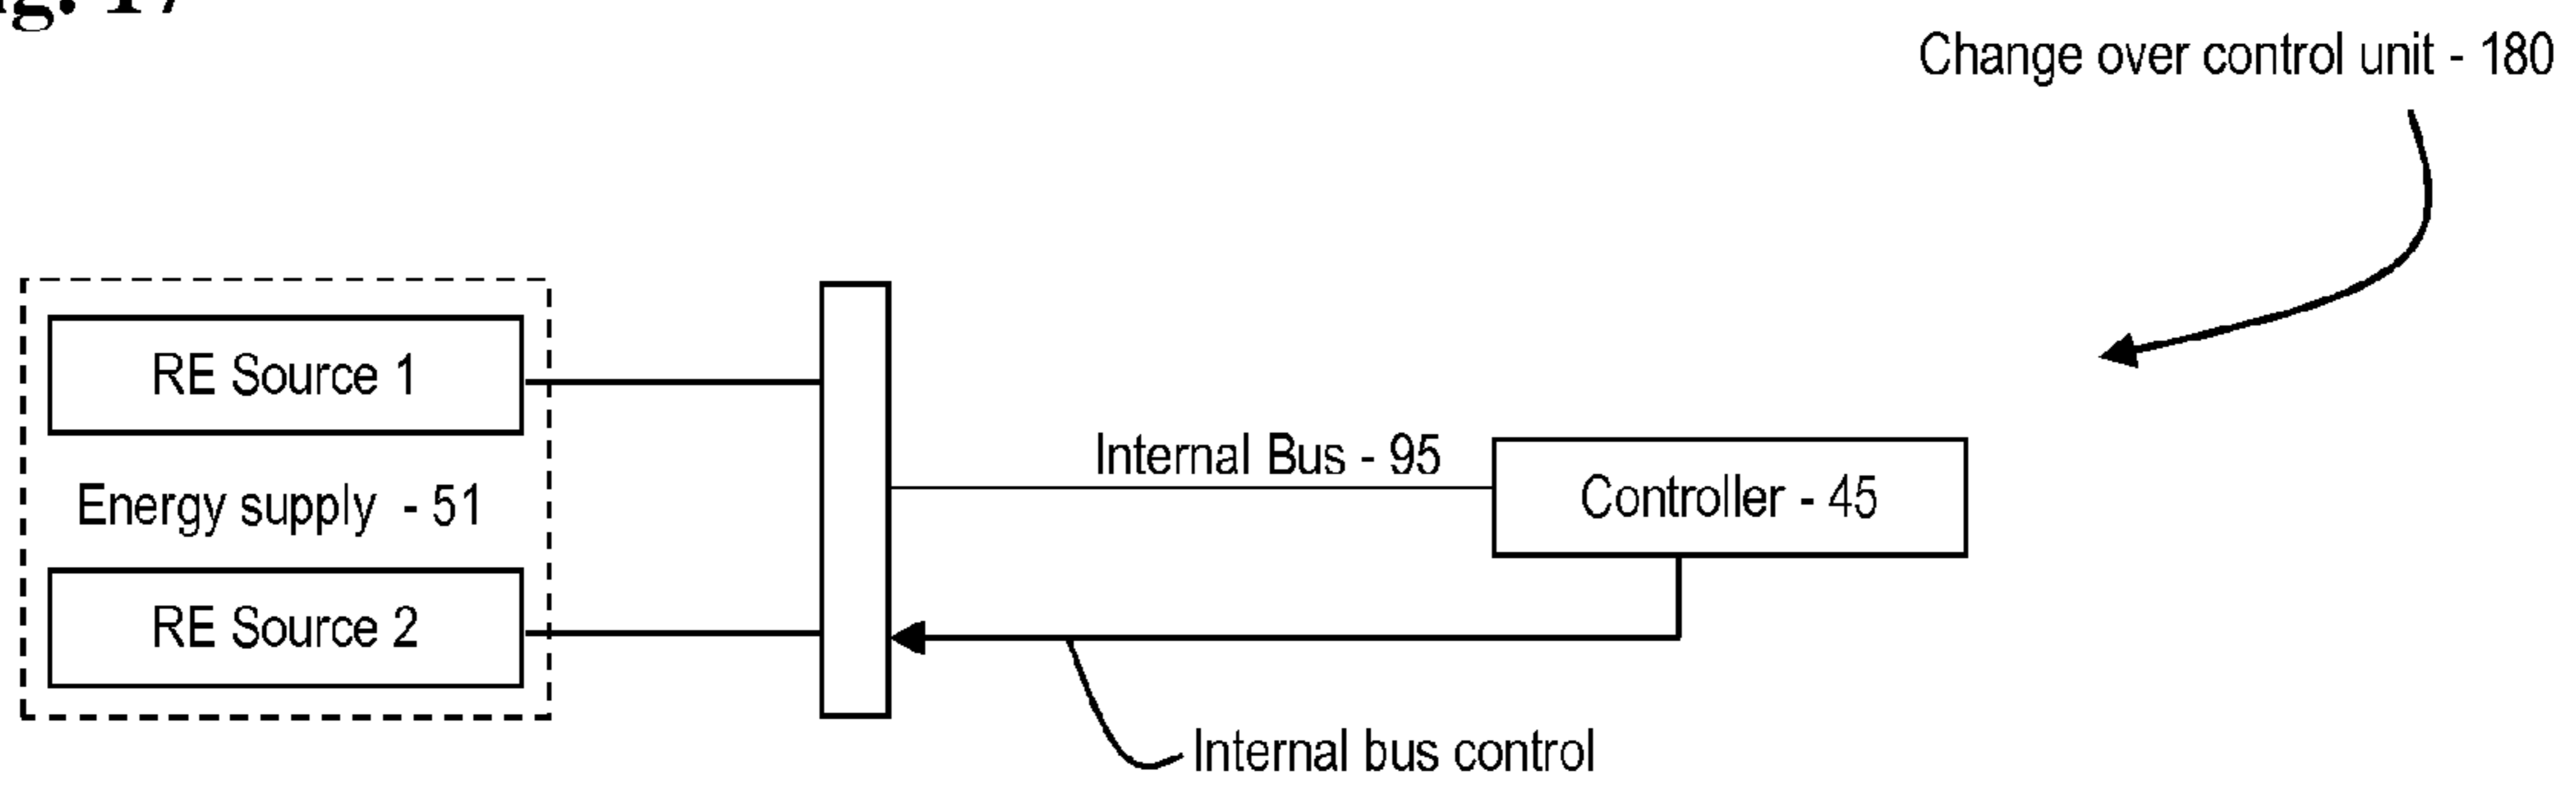 Change over control unit - 180
RE Source 1
Internal Bus - 95
Controller - 45
Energy supply - 51
RE Source 2
Internal bus control